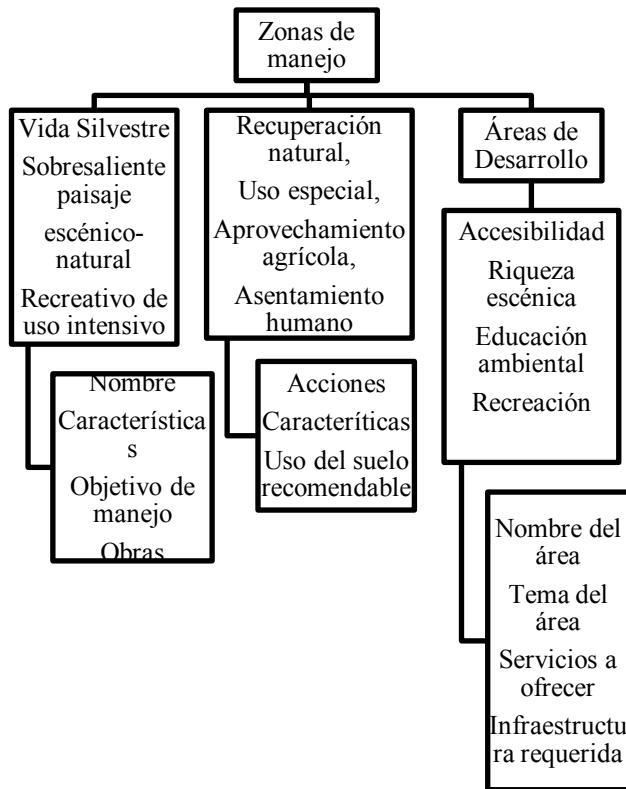 Zonas de
manejo
Vida Silvestre
Sobresaliente
paisaje
escénico-
natural
Recreativo de
uso intensivo
Nombre
Característica
s
Objetivo de
manejo
Obras
Recuperación
natural,
Uso especial,
Aprovechamiento
agrícola,
Asentamiento
humano
Acciones
Caracteríticas
Uso del suelo
recomendable
Áreas de
Desarrollo
Accesibilidad
Riqueza
escénica
Educación
ambiental
Recreación
Nombre del
área
Tema del
área
Servicios a
ofrecer
Infraestructu
ra requerida